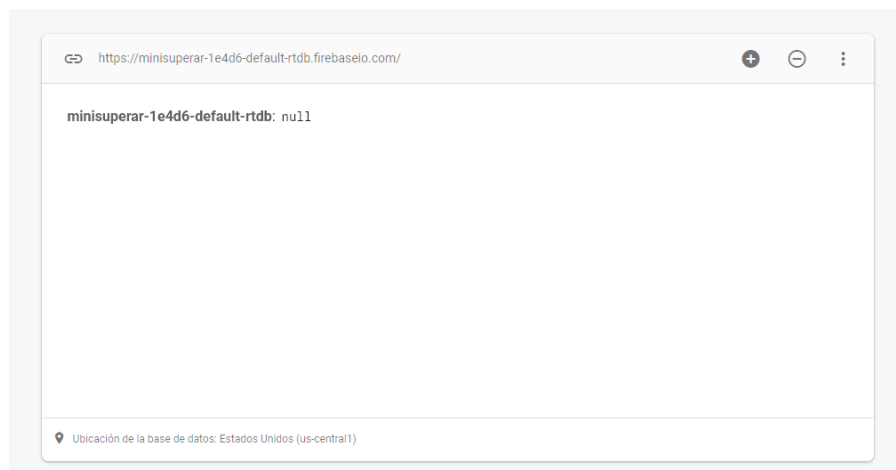 https://minisuperar-1e4d6-default-rtdb.firebaseio.com/
minisuperar-1e4d6-default-rtdb: null
Ubicación de la base de datos: Estados Unidos (us-central1)